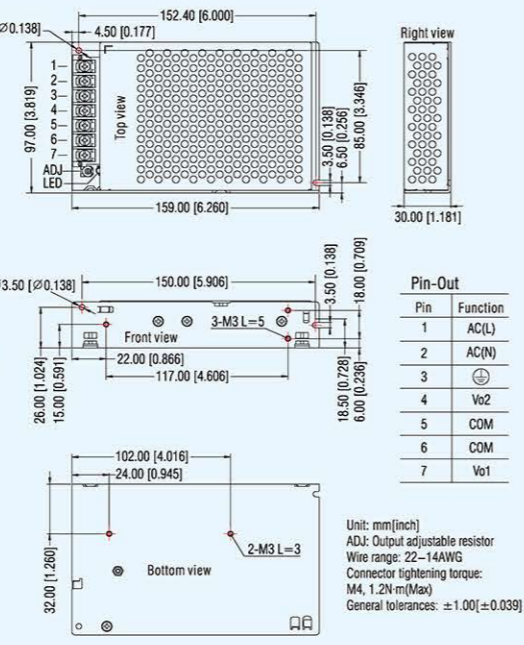 152.40 [6.000]
Ø0.138]
4.50 [0.177]
Right view
1
2
3
4
5
6
7
ADJ
LED
97.00 [3.819]
Top view
3.50 [0.138]
6.50 [0.256]
85.00 [3.346]
159.00 [6.260]
30.00 [1.181]
3.50 [Ø0.138]
150.00 [5.906]
3.50 [0.138]
18.00 [0.709]
3-M3 L=5
Front view
22.00 [0.866]
117.00 [4.606]
26.00 [1.024]
15.00 [0.591]
18.50 [0.728]
6.00 [0.236]
Pin-Out
Pin Function
1 AC(L)
2 AC(N)
3
4 Vo2
5 COM
6 COM
7 Vo1
102.00 [4.016]
24.00 [0.945]
32.00 [1.260]
2-M3 L=3
Bottom view
Unit: mm[inch]
ADJ: Output adjustable resistor
Wire range: 22–14AWG
Connector tightening torque:
M4, 1.2N·m(Max)
General tolerances: ±1.00[±0.039]